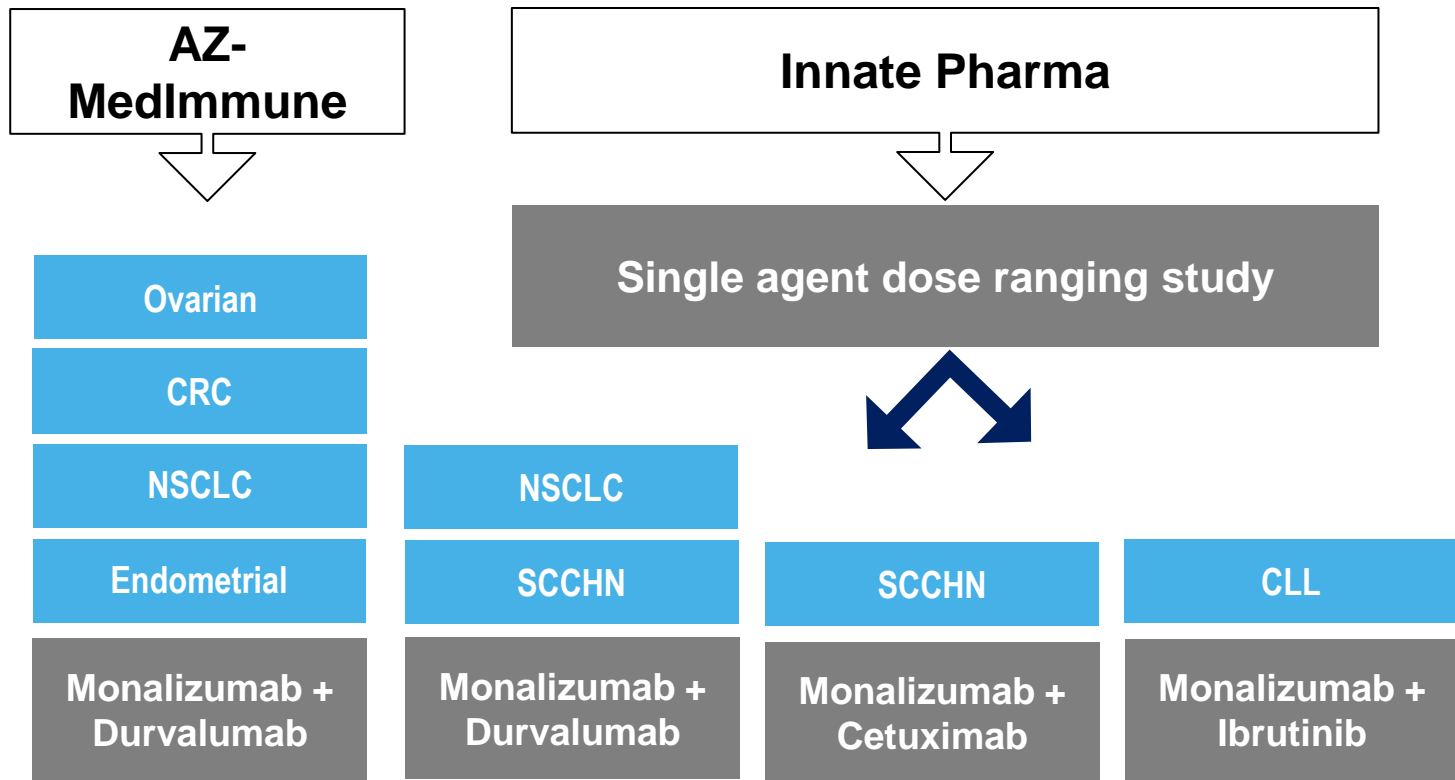 AZ-
MedImmune
Innate Pharma
Single agent dose ranging study
Ovarian
CRC
NSCLC
Endometrial
Monalizumab +
Durvalumab
NSCLC
SCCHN
Monalizumab +
Durvalumab
SCCHN
Monalizumab +
Cetuximab
CLL
Monalizumab +
Ibrutinib